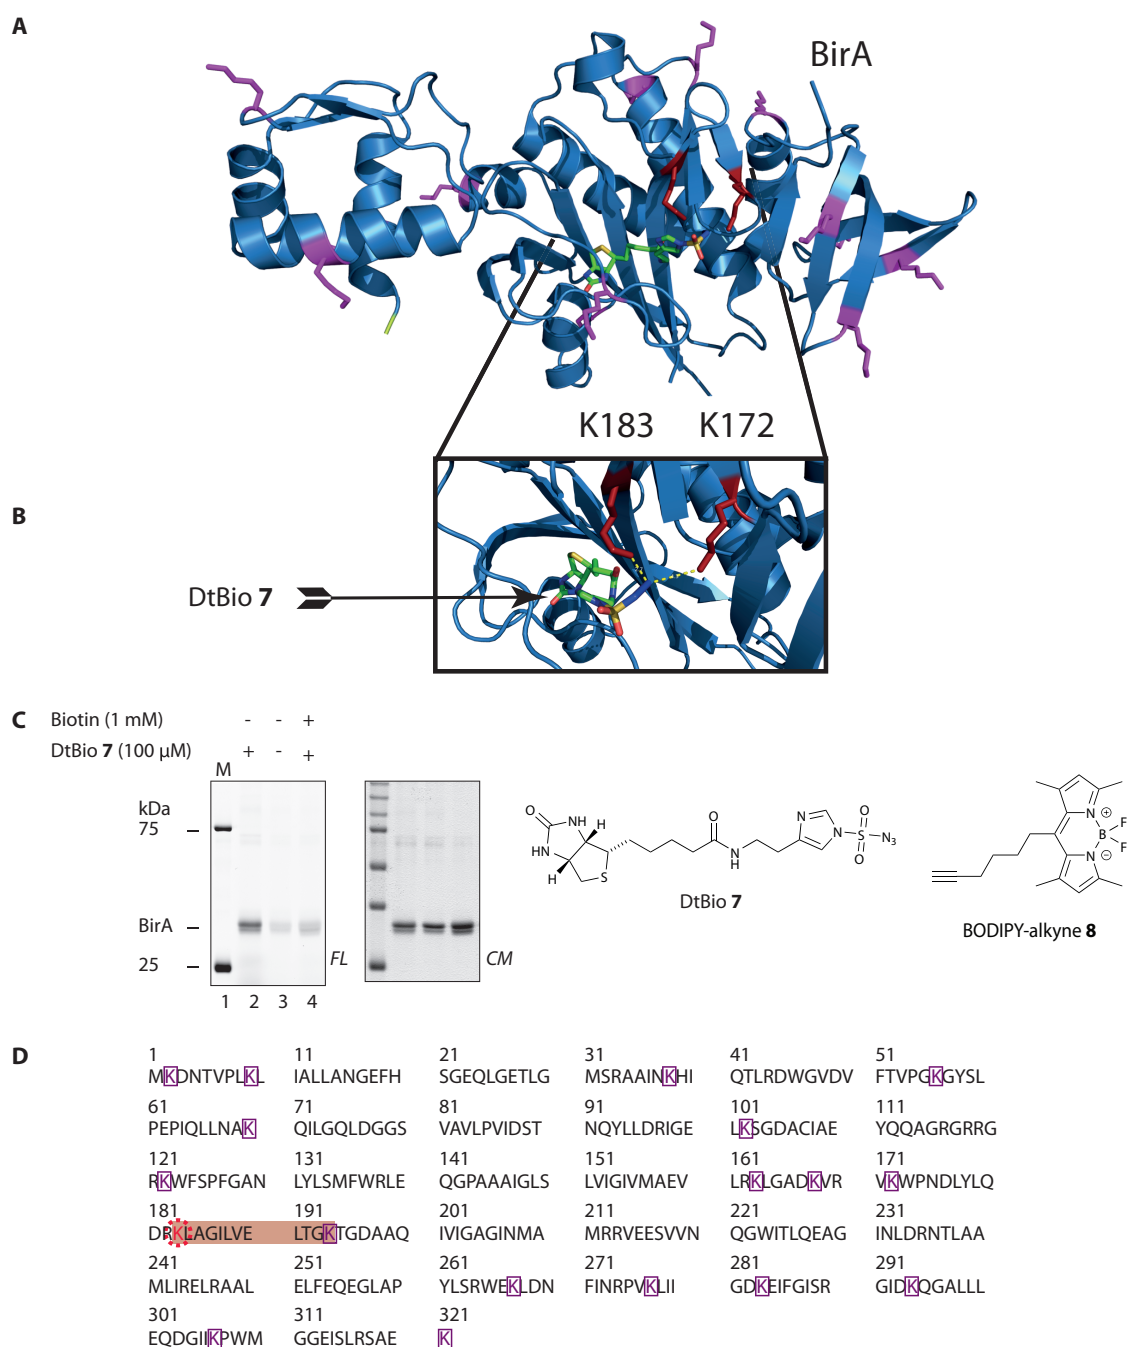 A
BirA
K183 K172
B
DtBio 7
C
Biotin (1 mM) - - +
DtBio 7 (100 µM) + - +
M
kDa
75
BirA
25
FL
CM
1 2 3 4
O
NH
HN
H
H
S
O
N
H
N
N
O
S
O
N3
DtBio 7
N
+
B
F
F
N
-
BODIPY-alkyne 8
D
1 11 21 31 41 51
MKDNTVPLKL IALLANGEFH SGEQLGETLG MSRAAINKHI QTLRDWGVDV FTVPGKGYSL
61 71 81 91 101 111
PEPIQLLNAK QILGQLDGGS VAVLPVIDST NQYLLDRIGE LKSGDACIAE YQQAGRGRRG
121 131 141 151 161 171
RKWFSPFGAN LYLSMFWRLE QGPAAAIGLS LVIGIVMAEV LRKLGADKVR VKWPNDLYLQ
181 191 201 211 221 231
DRKLAGILVE LTGKTGDAAQ IVIGAGINMA MRRVEESVVN QGWITLQEAG INLDRNTLAA
241 251 261 271 281 291
MLIRELRAAL ELFEQEGLAP YLSRWEKLDN FINRPVKLII GDKEIFGISR GIDKQGALLL
301 311 321
EQDGIIKPWM GGEISLRSAE K